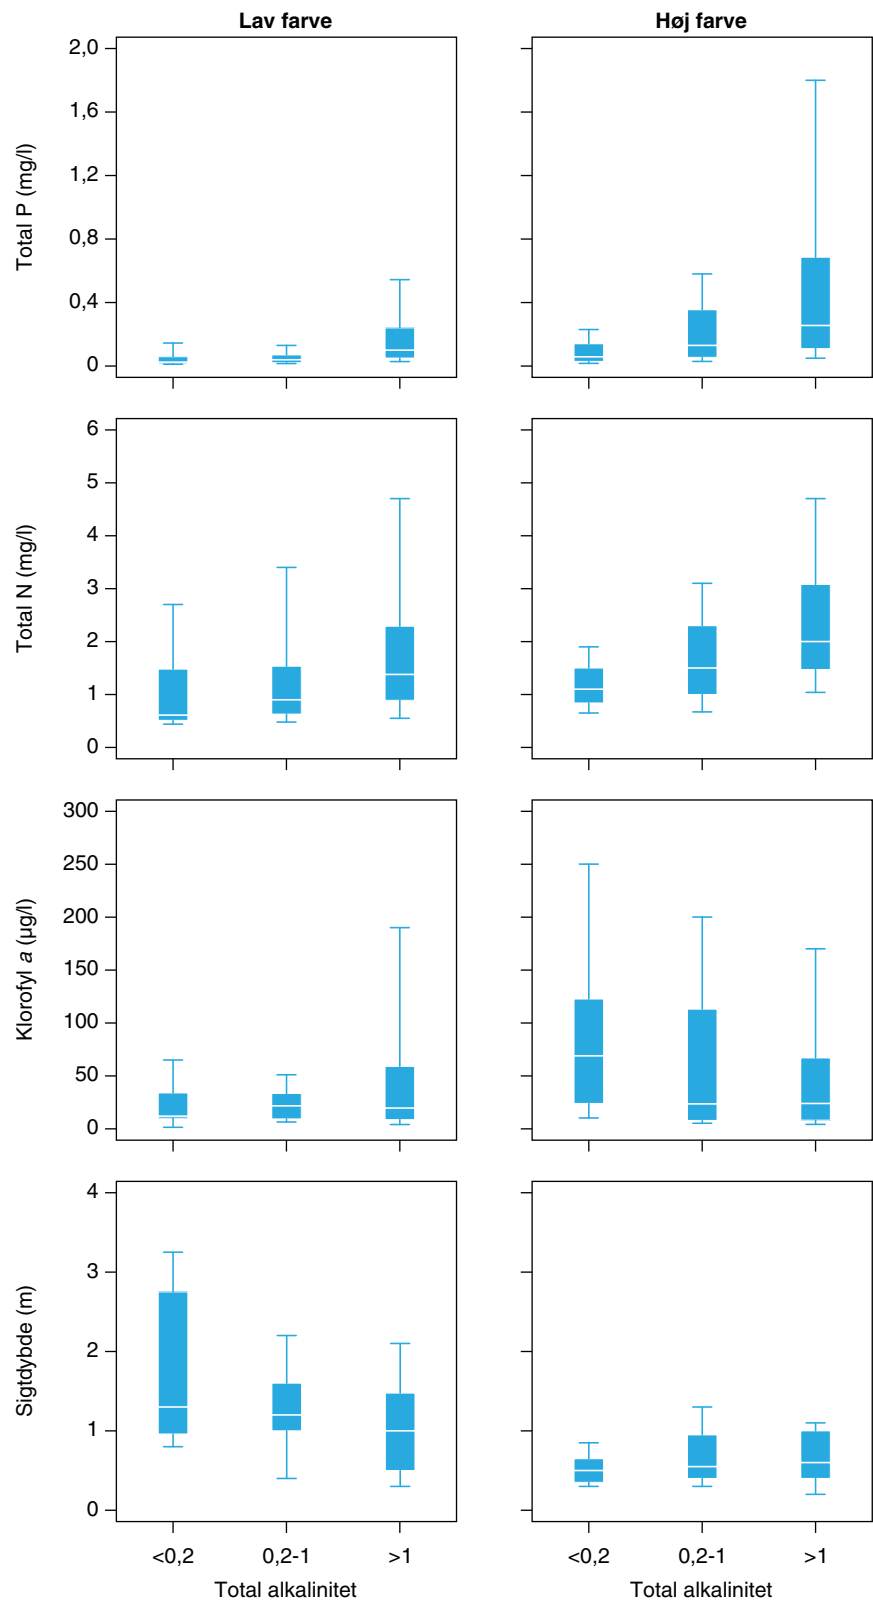 Lav farve
Høj farve
Total P (mg/l)
2,0
1,6
1,2
0,8
0,4
0
Total N (mg/l)
6
5
4
3
2
1
0
Klorofyl a (µg/l)
300
250
200
150
100
50
0
Sigtdybde (m)
4
3
2
1
0
<0,2 0,2-1 >1
<0,2 0,2-1 >1
Total alkalinitet
Total alkalinitet